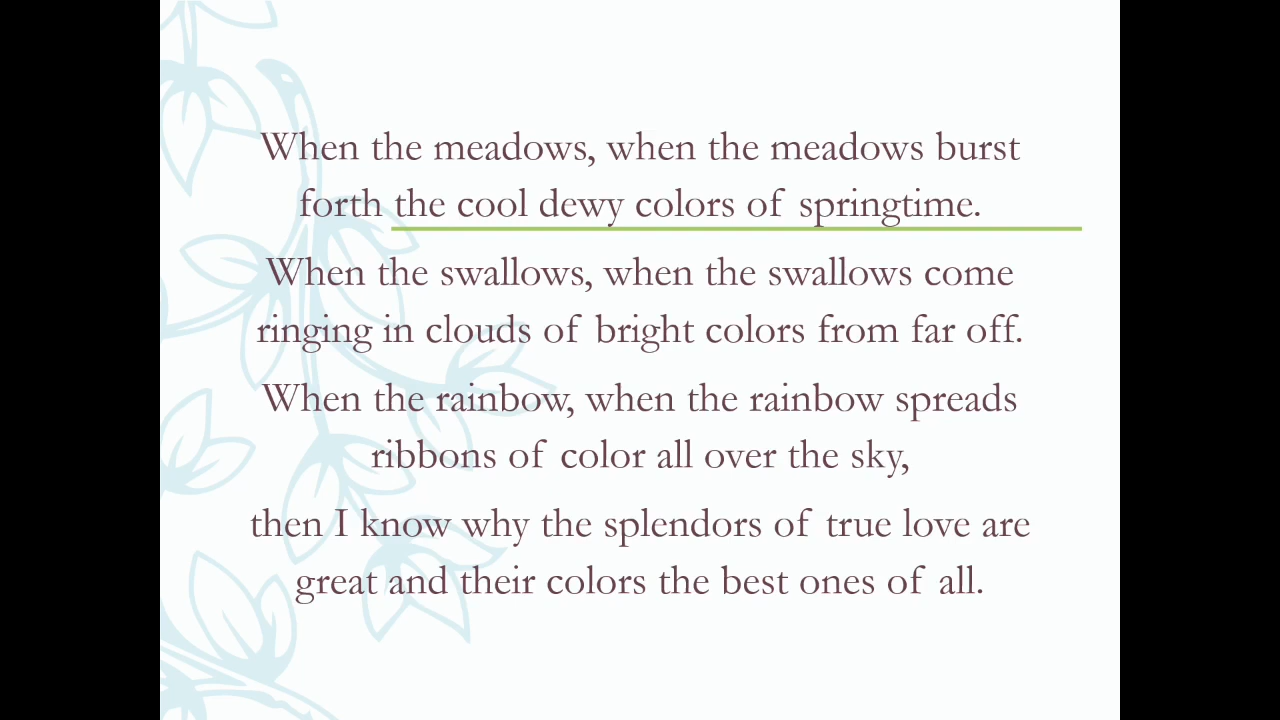 When the meadows, when the meadows burst
forth the cool dewy colors of springtime.
When the swallows, when the swallows come
ringing in clouds of bright colors from far off.
When the rainbow, when the rainbow spreads
ribbons of color all over the sky,
then I know why the splendors of true love are
great and their colors the best ones of all.